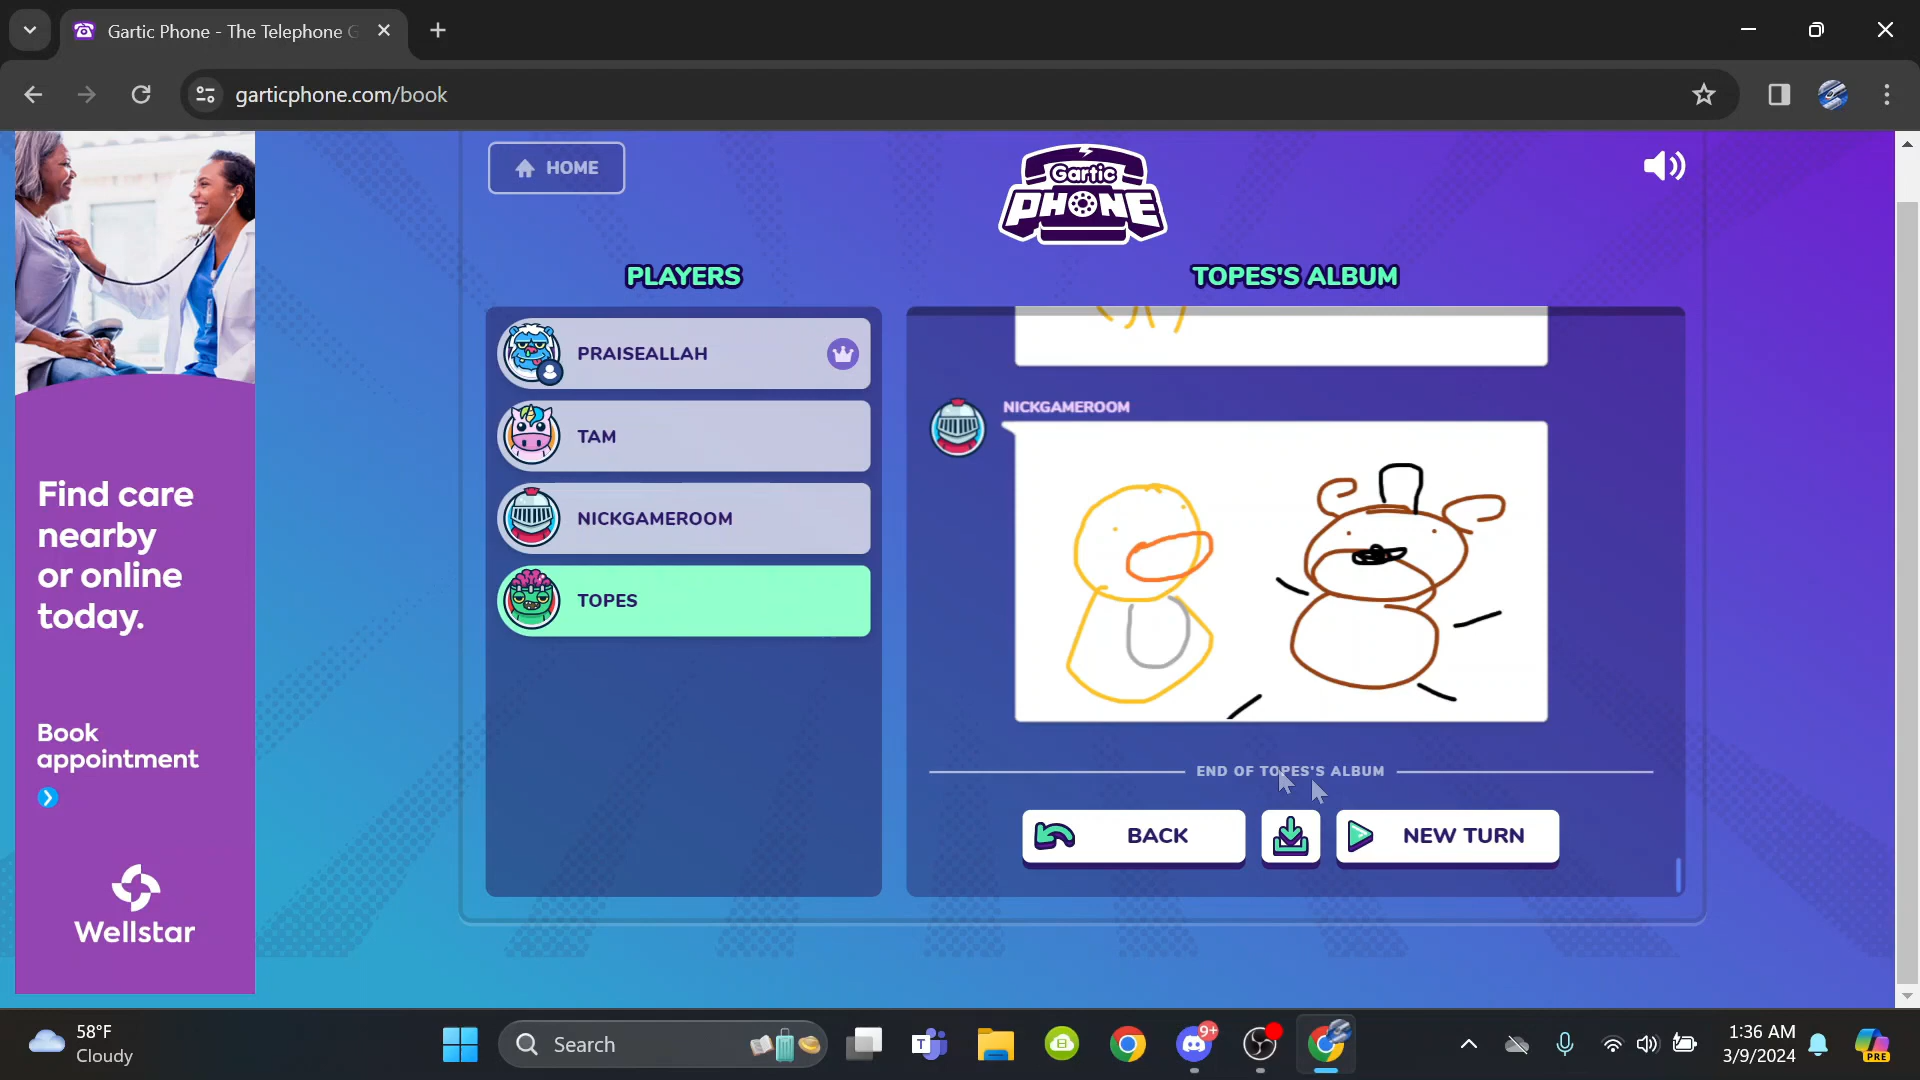 Gartic Phone - The Telephone G
garticphone.com/book
HOME
Gartic
PHONE
PLAYERS
TOPES'S ALBUM
PRAISEALLAH
TAM
NICKGAMEROOM
TOPES
NICKGAMEROOM
END OF TOPES'S ALBUM
BACK
NEW TURN
Find care
nearby
or online
today.
Book
appointment
Wellstar
58°F
Cloudy
Search
T
9+
1:36 AM
3/9/2024
PRE